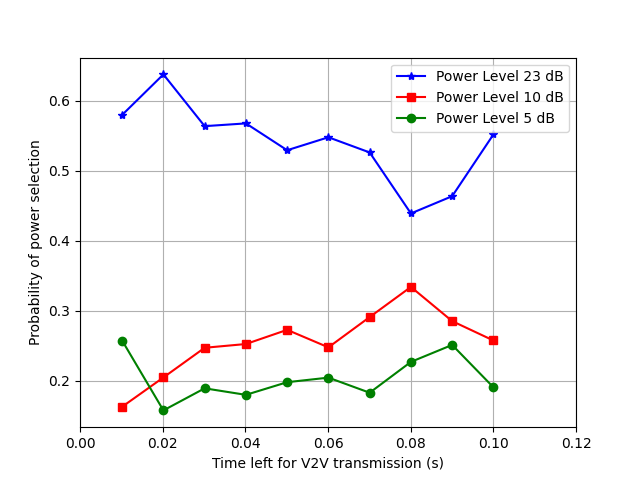 Power Level 23 dB
Power Level 10 dB
Power Level 5 dB
Probability of power selection
0.6
0.5
0.4
0.3
0.2
0.00 0.02 0.04 0.06 0.08 0.10 0.12
Time left for V2V transmission (s)